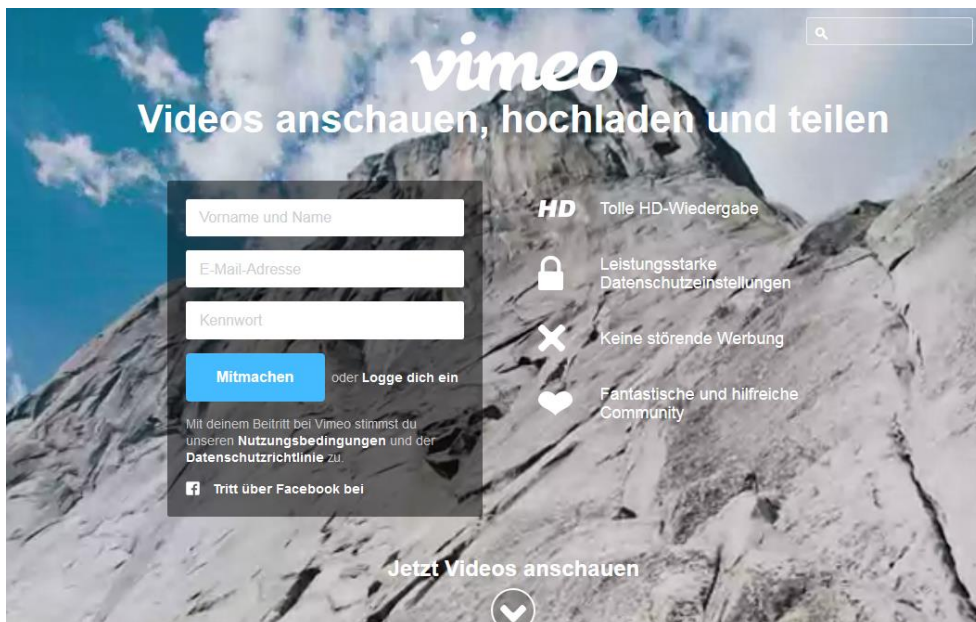 vimeo
Videos anschauen, hochladen und teilen
Vorname und Name
E-Mail-Adresse
Kennwort
Mitmachen
oder Logge dich ein
Mit deinem Beitritt bei Vimeo stimmst du
unseren Nutzungsbedingungen und der
Datenschutzrichtlinie zu.
Tritt über Facebook bei
HD Tolle HD-Wiedergabe
Leistungsstarke
Datenschutzeinstellungen
Keine störende Werbung
Fantastische und hilfreiche
Community
Jetzt Videos anschauen